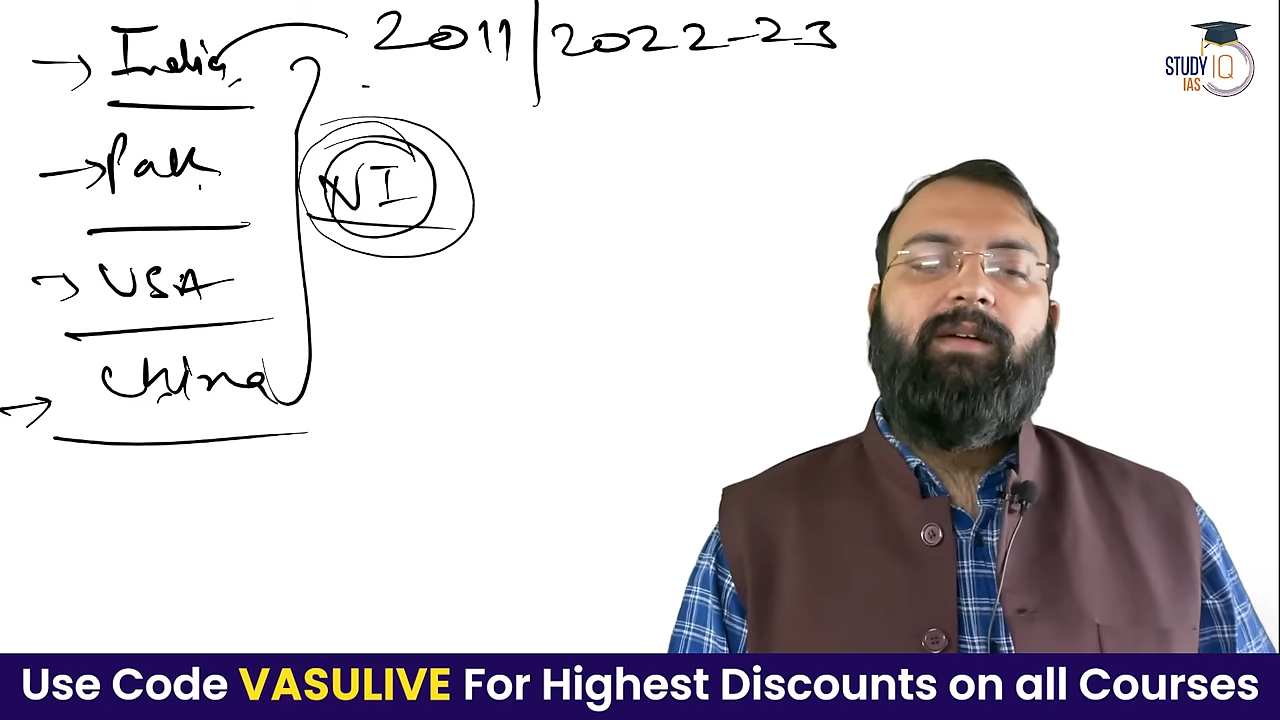 → India 2011 | 2022-23
→ Pak
NI
→ USA
→ China
STUDY IQ
IAS
Use Code VASULIVE For Highest Discounts on all Courses